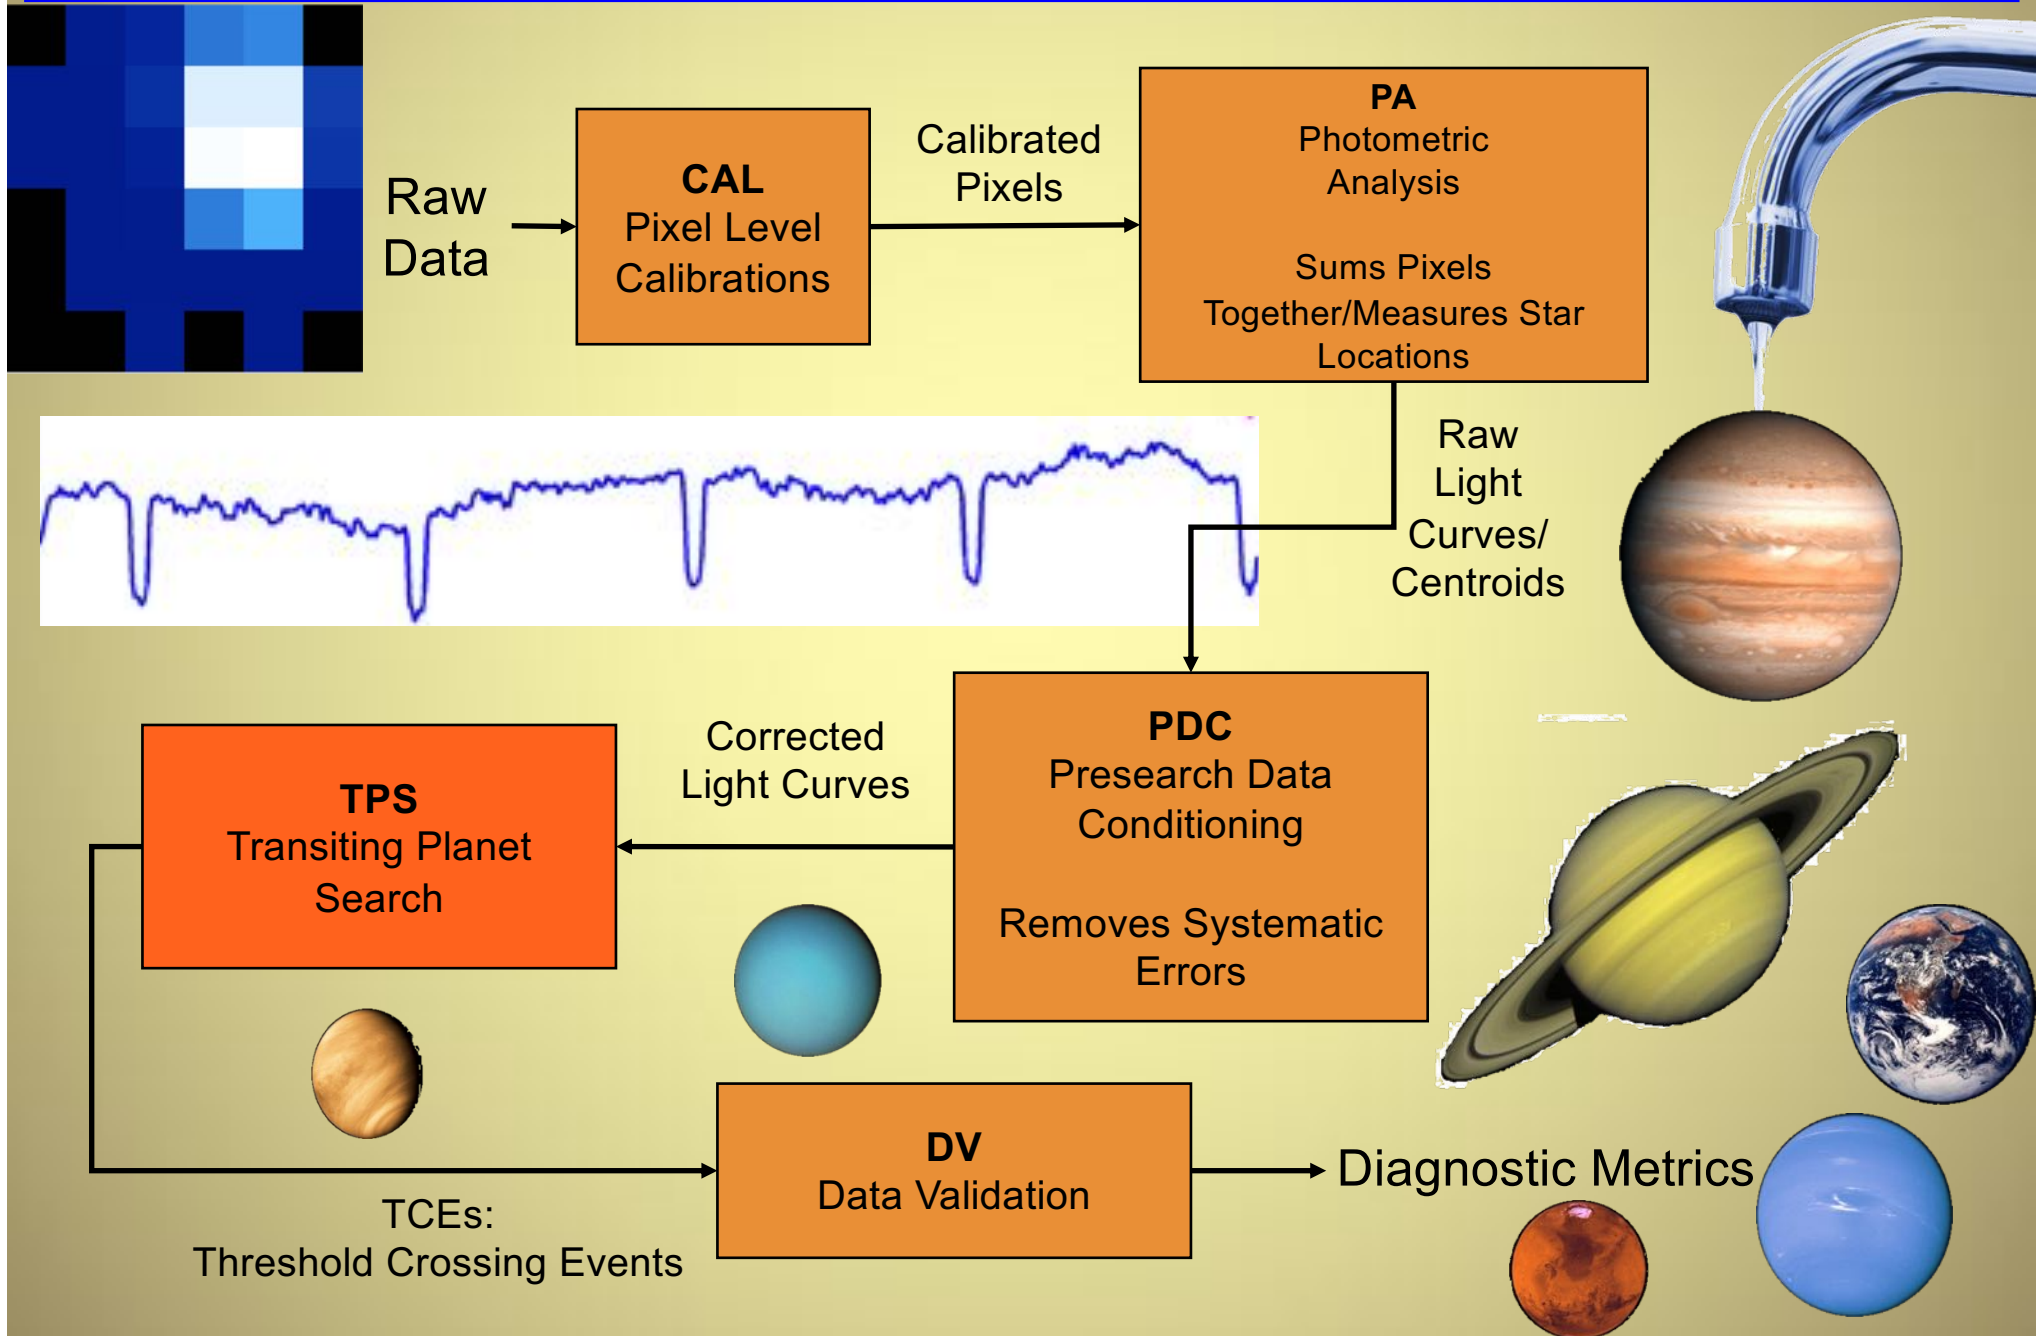 Raw
Data
CAL
Pixel Level
Calibrations
Calibrated
Pixels
PA
Photometric
Analysis
Sums Pixels
Together/Measures Star
Locations
Raw
Light
Curves/
Centroids
PDC
Presearch Data
Conditioning
Removes Systematic
Errors
Corrected
Light Curves
TPS
Transiting Planet
Search
TCEs:
Threshold Crossing Events
DV
Data Validation
Diagnostic Metrics